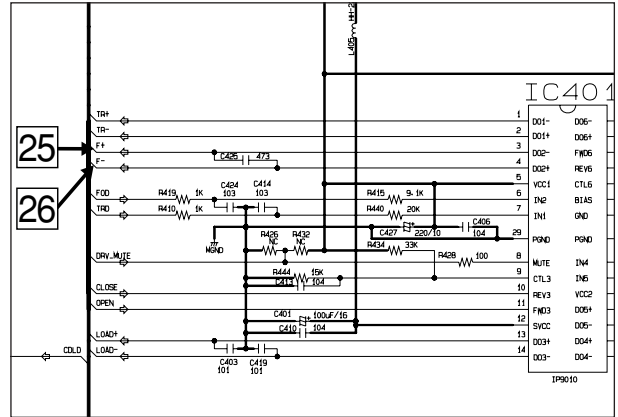 HH-2
L405
IC401
TR+
TR-
25
F+
F-
26
C425 473
FOD
R419 1K
C424 103
C414 103
TRD
R410 1K
R415 9.1K
R440 20K
C427 220/10
C406 104
MGND
R426 NC
R432 NC
R434 33K
R428 100
DRV_MUTE
R444 15K
C413 104
CLOSE
OPEN
C401 100uF/16
C410 104
LOAD+
LOAD-
CDLD
C403 101
C419 101
1 DO1- DO6-
2 DO1+ DO6+
3 DO2- FWD6
4 DO2+ REV6
5 VCC1 CTL6
6 IN2 BIAS
7 IN1 GND
29 PGND PGND
8 MUTE IN4
9 CTL3 IN5
10 REV3 VCC2
11 FWD3 DO5+
12 SVCC DO5-
13 DO3+ DO4+
14 DO3- DO4-
IP9010